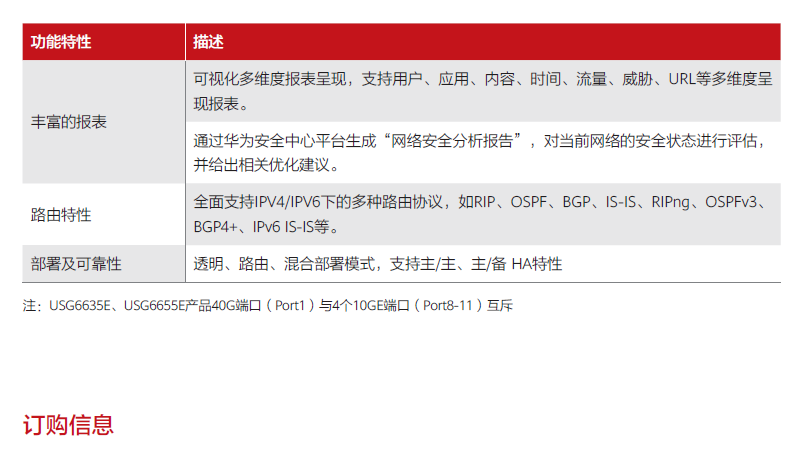 功能特性 描述
丰富的报表
可视化多维度报表呈现，支持用户、应用、内容、时间、流量、威胁、URL等多维度呈
现报表。
通过华为安全中心平台生成“网络安全分析报告”，对当前网络的安全状态进行评估，
并给出相关优化建议。
路由特性
全面支持IPV4/IPV6下的多种路由协议，如RIP、OSPF、BGP、IS-IS、RIPng、OSPFv3、
BGP4+、IPv6 IS-IS等。
部署及可靠性 透明、路由、混合部署模式，支持主/主、主/备 HA特性
注：USG6635E、USG6655E产品40G端口（Port1）与4个10GE端口（Port8-11）互斥
订购信息